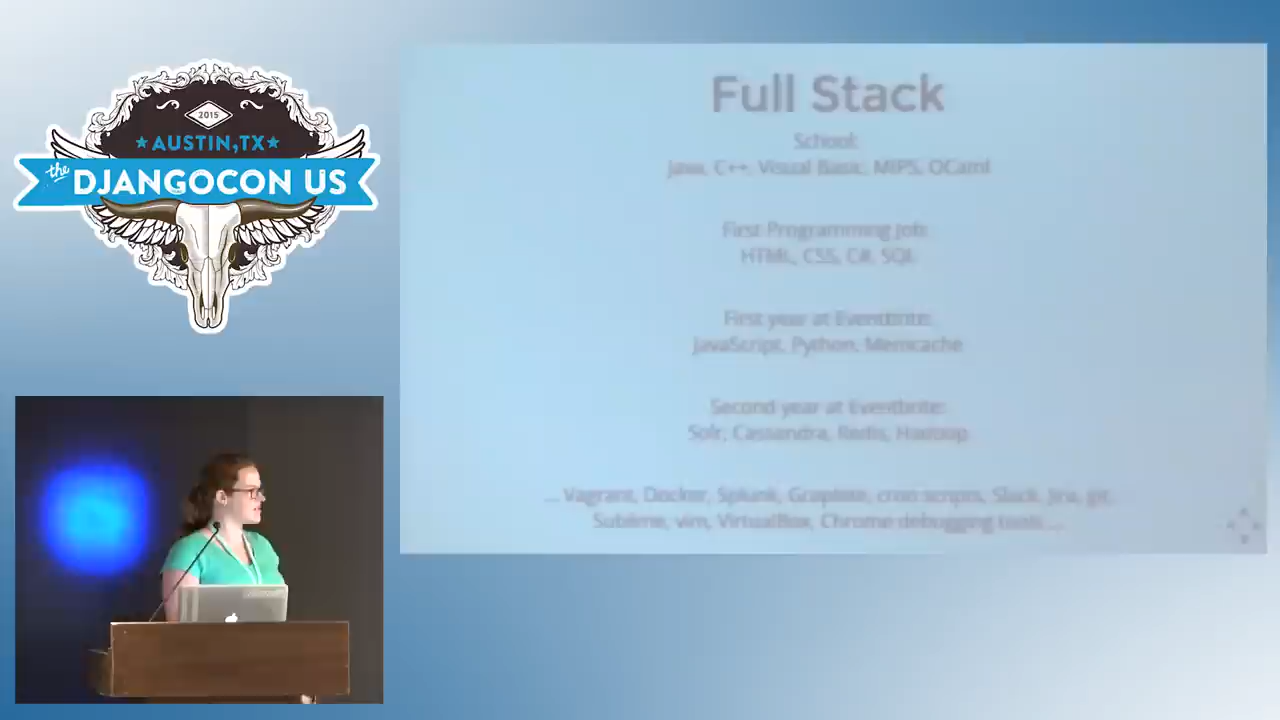 2015
AUSTIN, TX
the
DJANGOCON US
Full Stack
School:
Java, C++, Visual Basic, MIPS, OCaml
First Programming Job:
HTML, CSS, C#, SQL
First year at Eventbrite:
JavaScript, Python, Memcache
Second year at Eventbrite:
Solr, Cassandra, Redis, Hadoop
... Vagrant, Docker, Splunk, Graphite, cron scripts, Slack, Jira, git,
Sublime, vim, VirtualBox, Chrome debugging tools ...